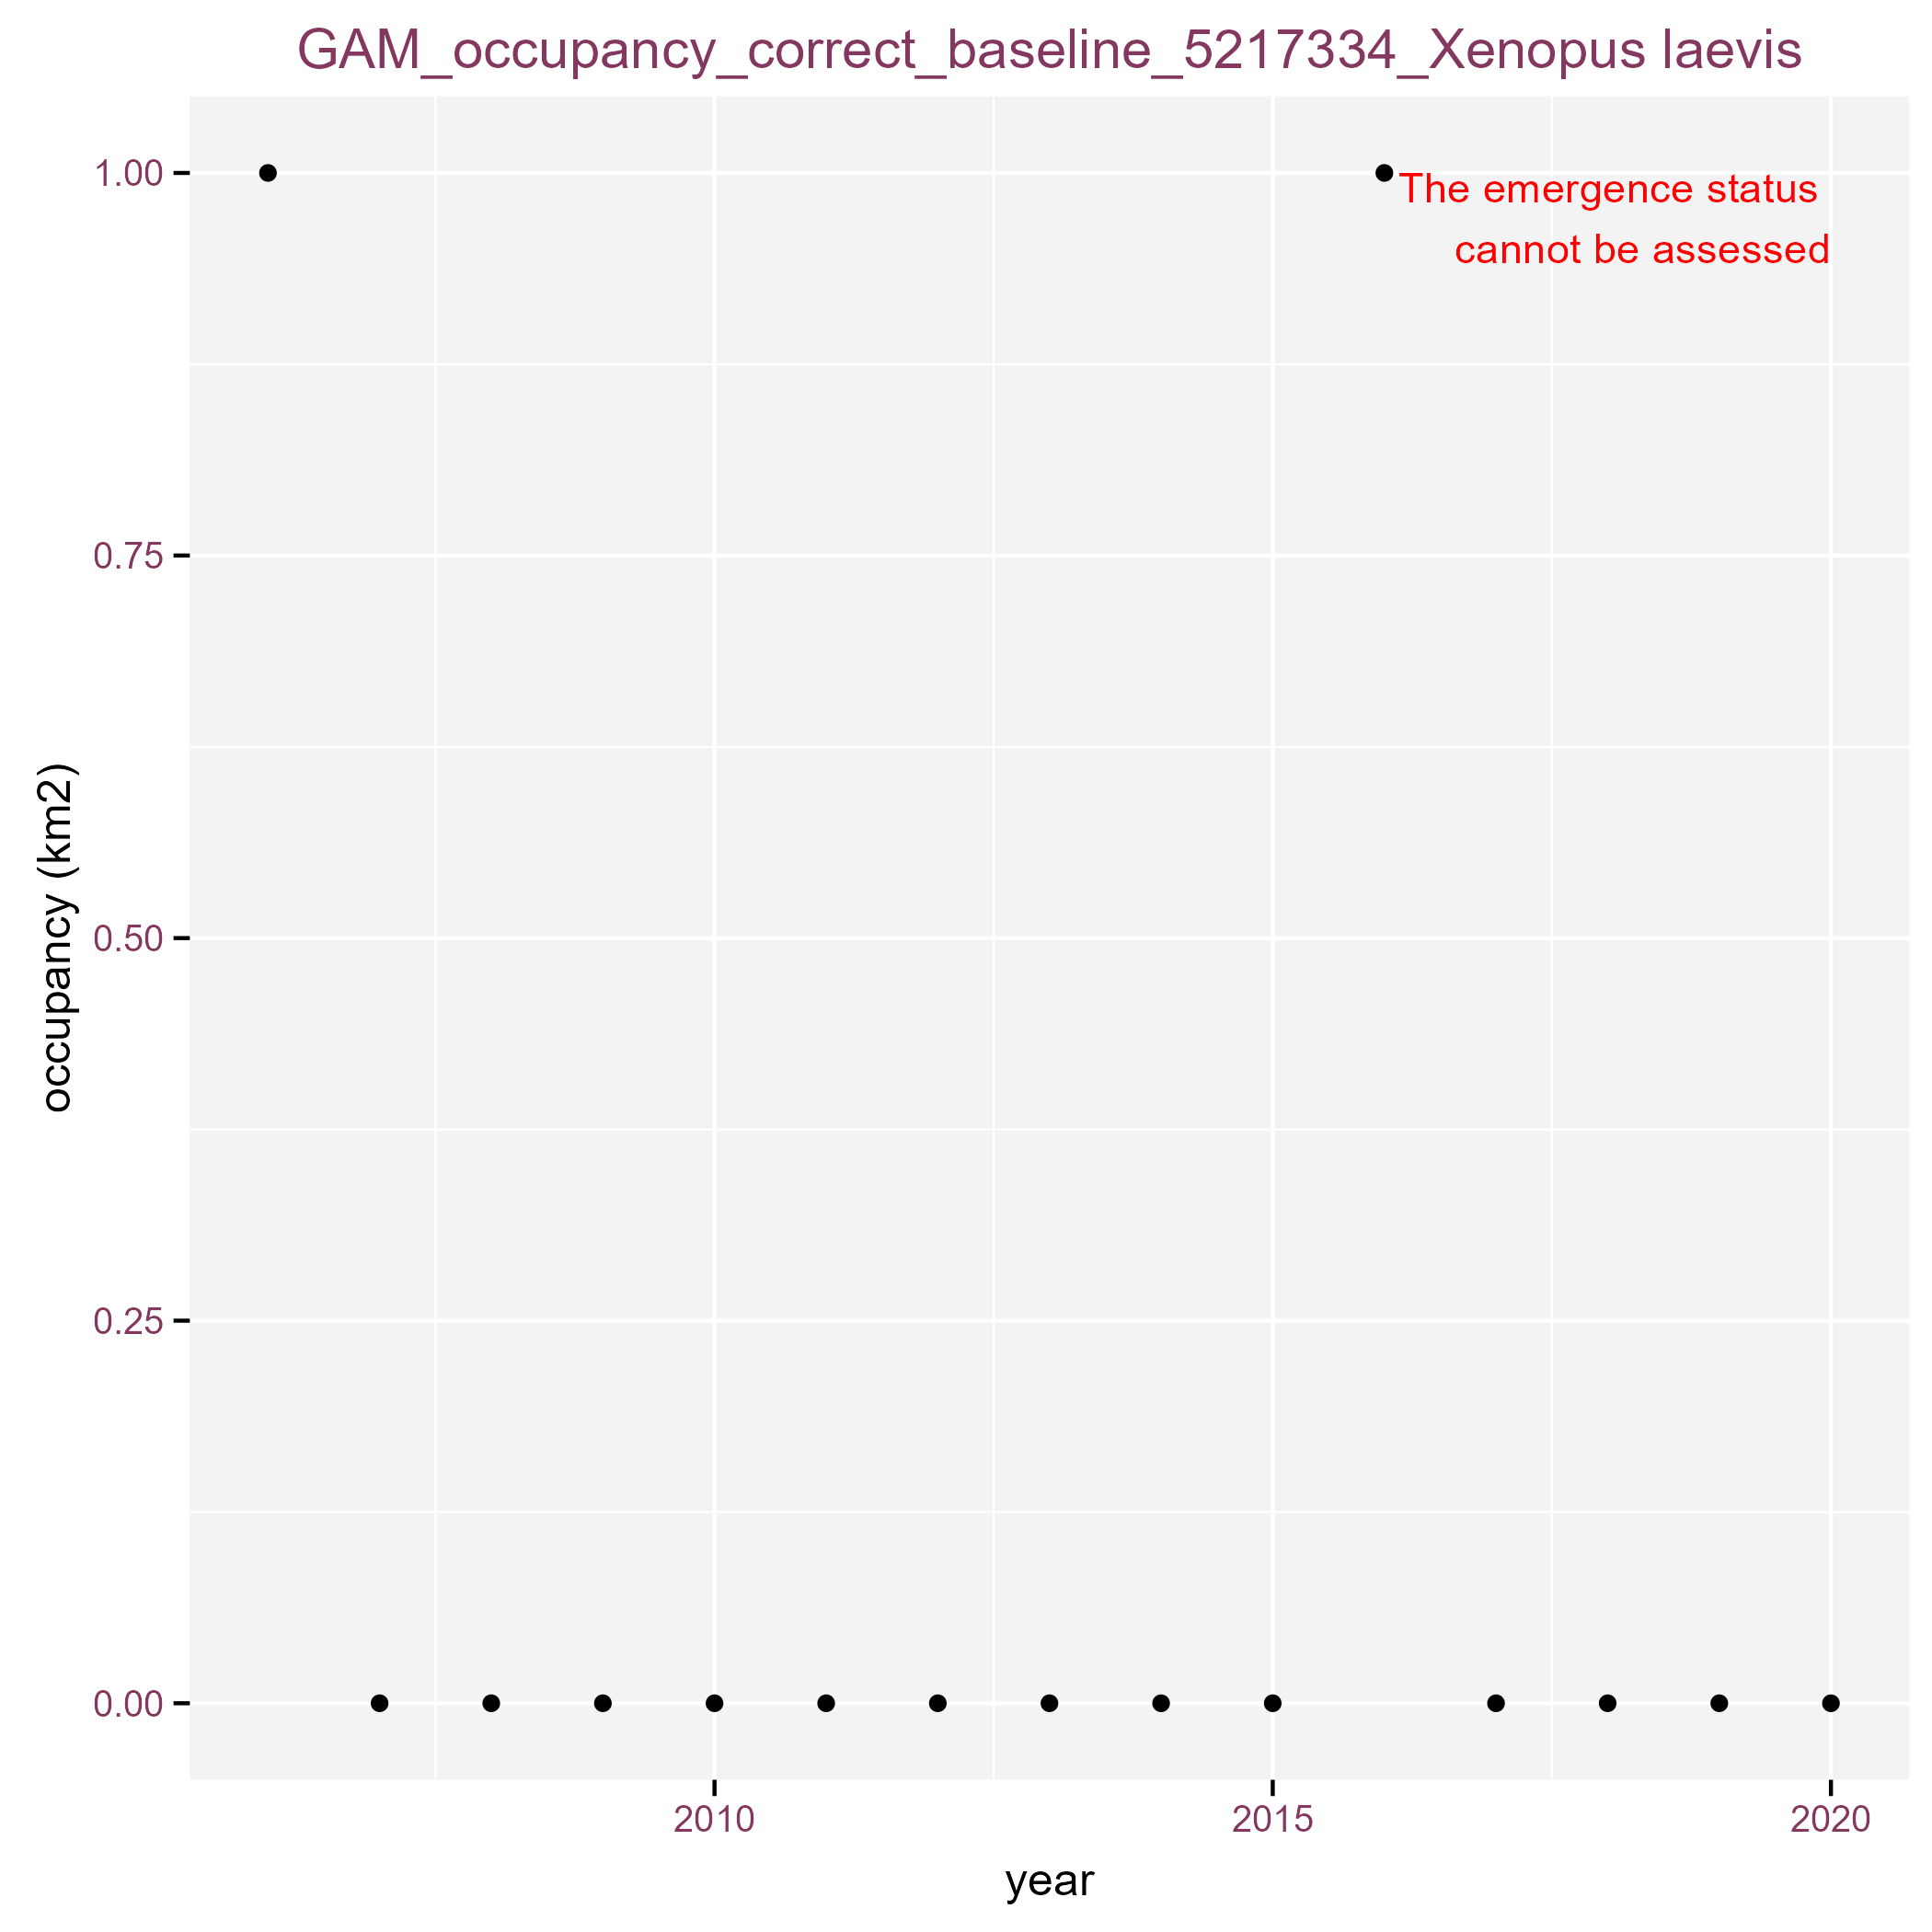 GAM_occupancy_correct_baseline_5217334_Xenopus laevis
1.00
The emergence status
cannot be assessed
0.75
0.50
0.25
0.00
occupancy (km2)
2010
2015
2020
year